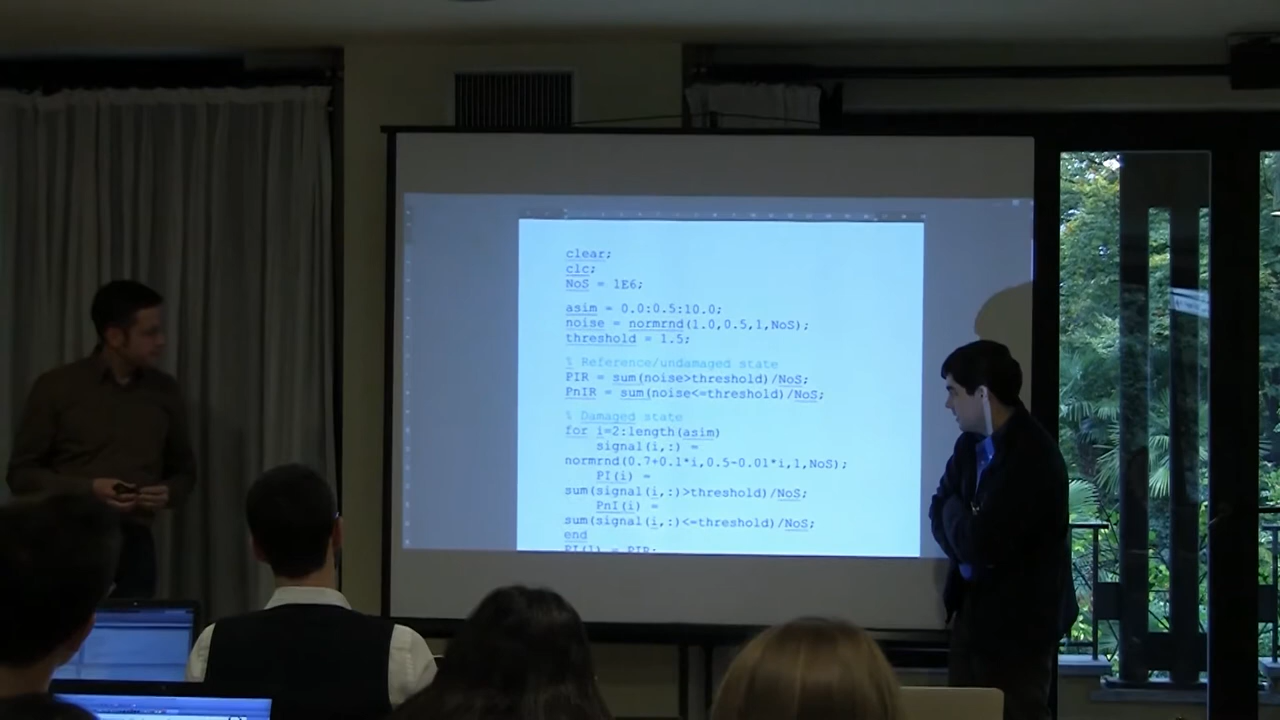 clear;
clc;
NoS = 1E6;
asim = 0.0:0.5:10.0;
noise = normrnd(1.0,0.5,1,NoS);
threshold = 1.5;
% Reference/undamaged state
PIR = sum(noise>threshold)/NoS;
PnIR = sum(noise<=threshold)/NoS;
% Damaged state
for i=2:length(asim)
signal(i,:) =
normrnd(0.7+0.1*i,0.5-0.01*i,1,NoS);
PI(i) =
sum(signal(i,:)>threshold)/NoS;
PnI(i) =
sum(signal(i,:)<=threshold)/NoS;
end
PI(1) = PIR;